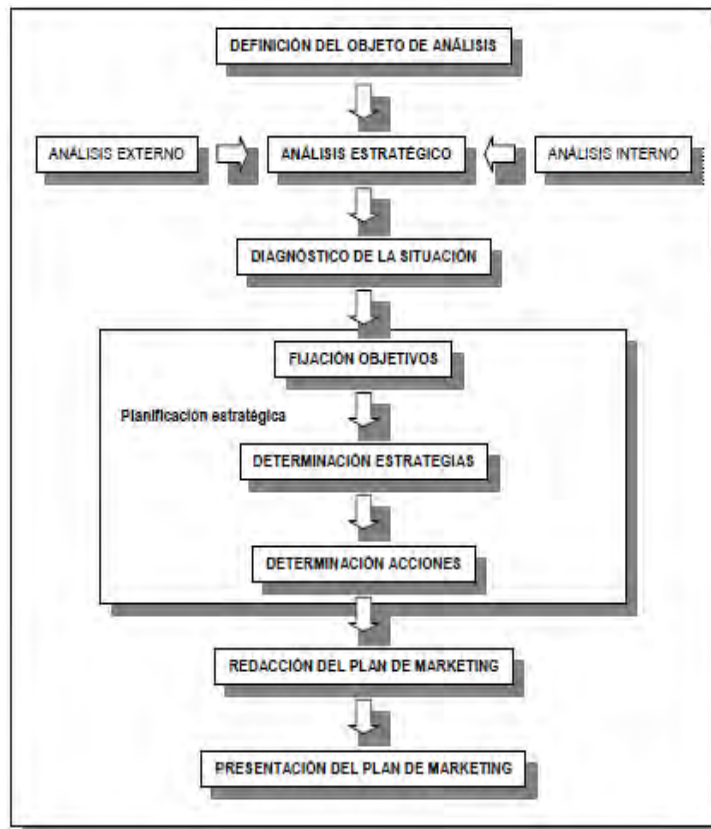 DEFINICIÓN DEL OBJETO DE ANÁLISIS
ANÁLISIS EXTERNO
ANÁLISIS ESTRATÉGICO
ANÁLISIS INTERNO
DIAGNÓSTICO DE LA SITUACIÓN
FIJACIÓN OBJETIVOS
Planificación estratégica
DETERMINACIÓN ESTRATEGIAS
DETERMINACIÓN ACCIONES
REDACCIÓN DEL PLAN DE MARKETING
PRESENTACIÓN DEL PLAN DE MARKETING